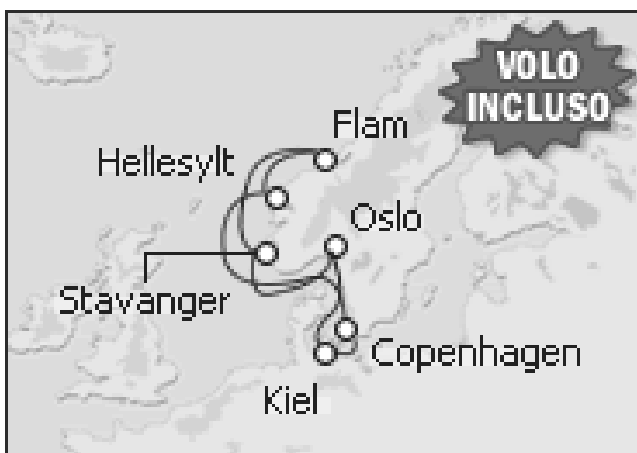 VOLO
INCLUSO
Flam
Hellesylt
Oslo
Stavanger
Copenhagen
Kiel